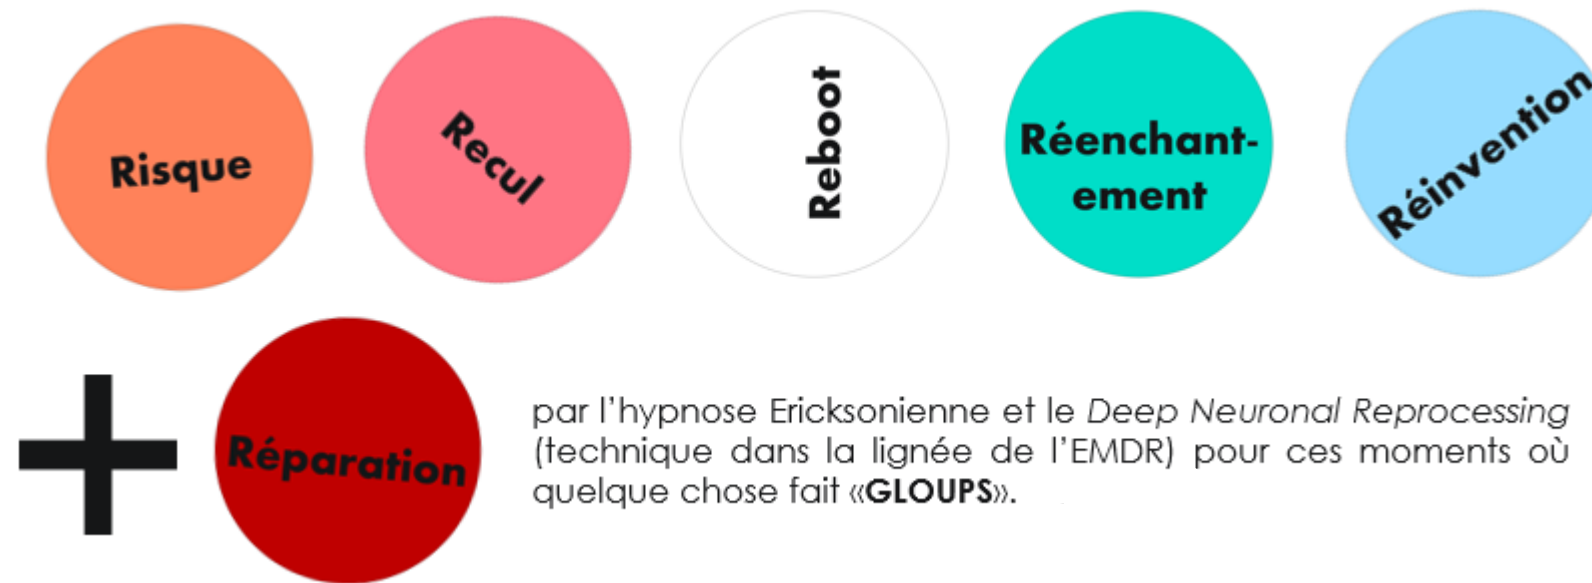 Risque
Recul
Reboot
Réenchant-
ement
Réinvention
Réparation
par l’hypnose Ericksonienne et le Deep Neuronal Reprocessing
(technique dans la lignée de l’EMDR) pour ces moments où
quelque chose fait «GLOUPS».